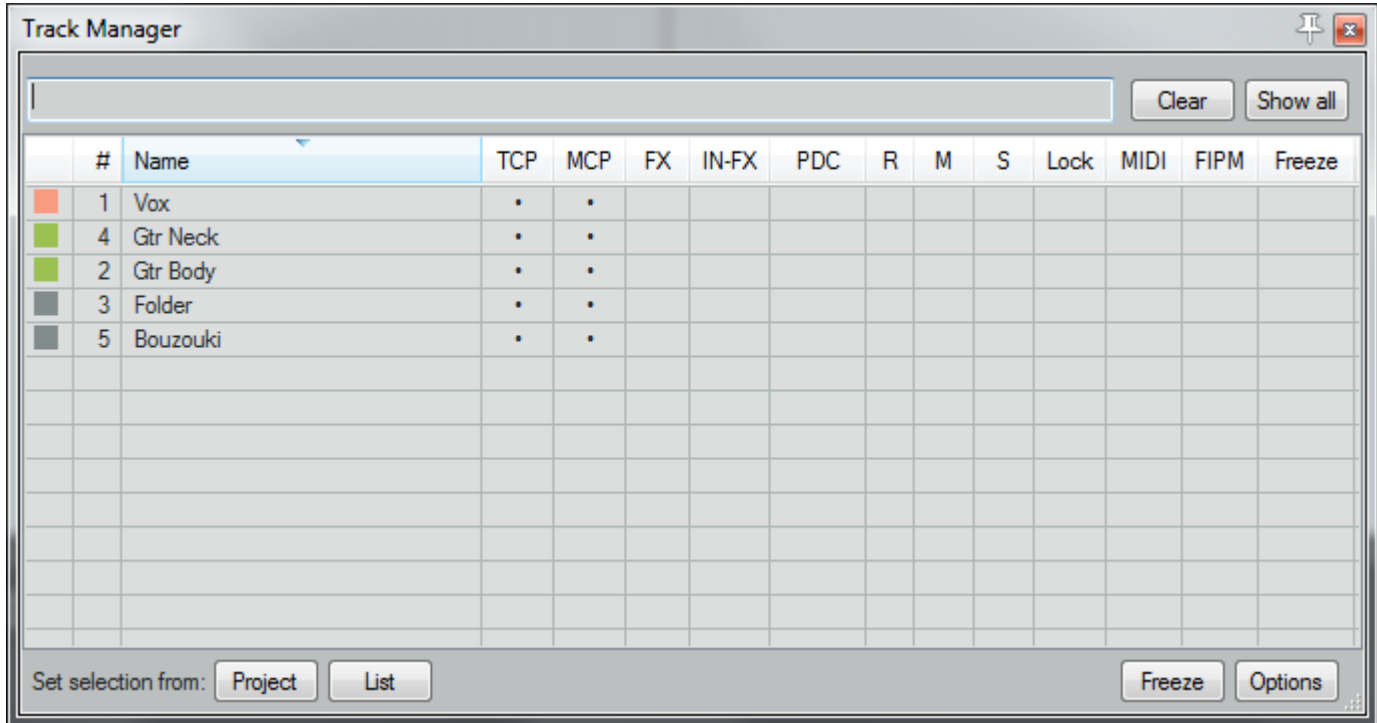 Track Manager
Clear Show all
# Name TCP MCP FX IN-FX PDC R M S Lock MIDI FIPM Freeze
1 Vox • •
4 Gtr Neck • •
2 Gtr Body • •
3 Folder • •
5 Bouzouki • •
Set selection from: Project List Freeze Options